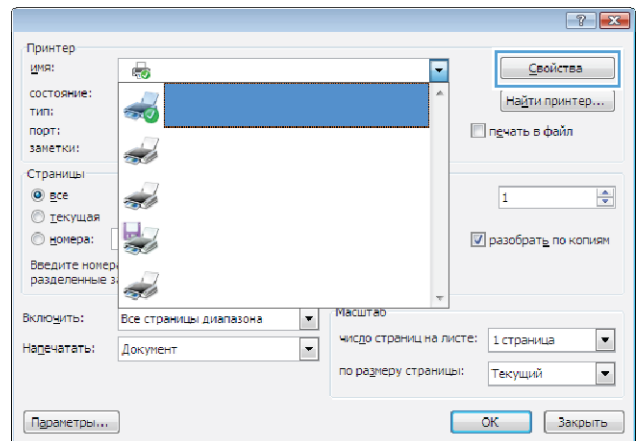 Принтер
имя:
Свойства
состояние:
Найти принтер...
тип:
порт:
печать в файл
заметки:
Страницы
все
1
текущая
номера:
разобрать по копиям
Введите
разделенные
Включить:
Все страницы диапазона
Масштаб
число страниц на листе:
1 страница
Напечатать:
Документ
по размеру страницы:
Текущий
Параметры...
ОК
Закрыть